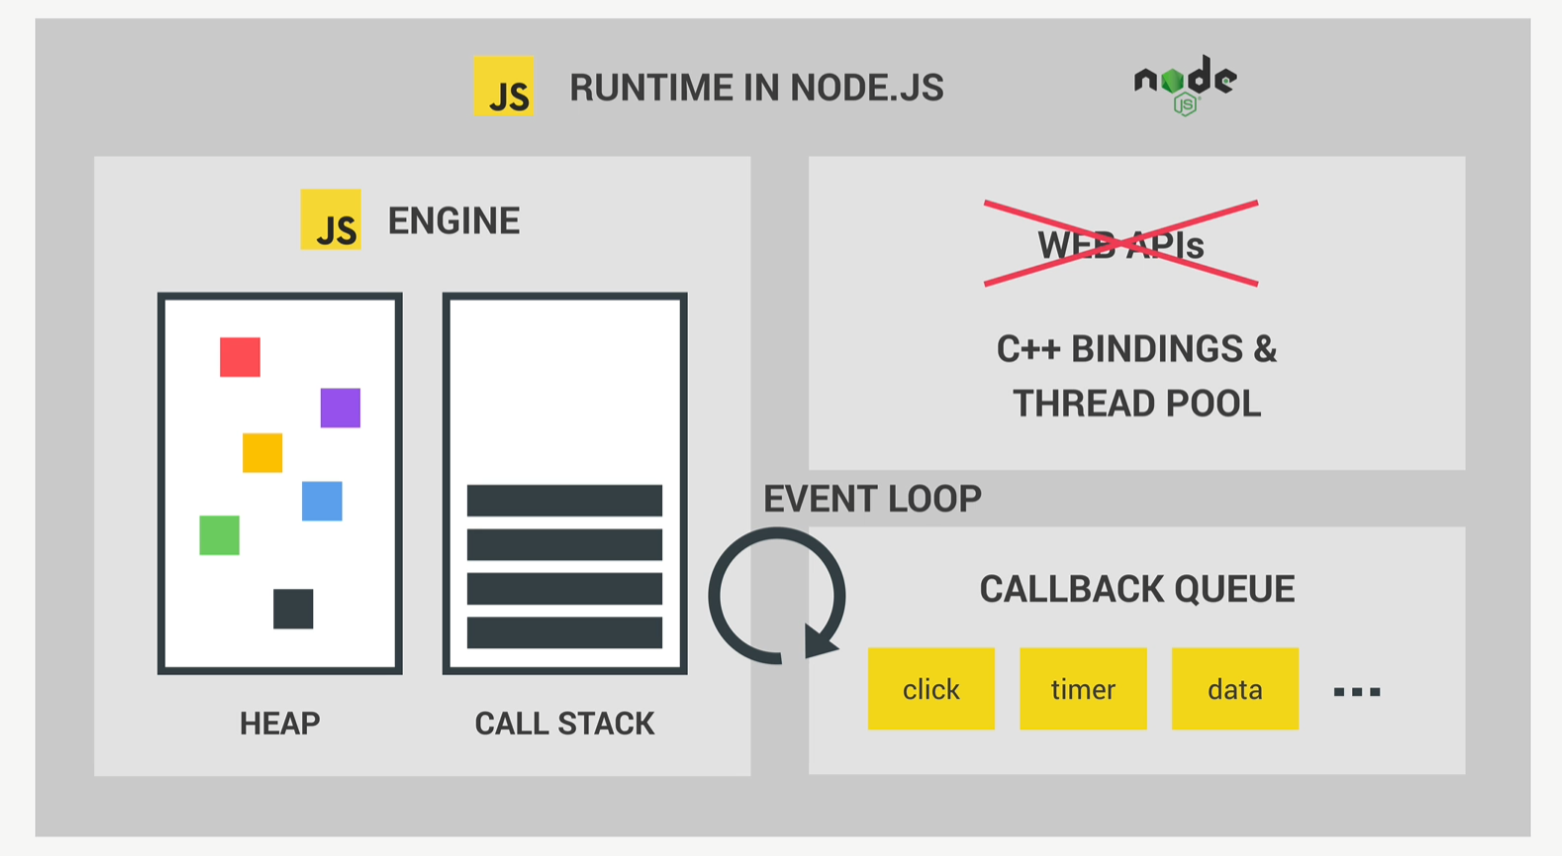 JS RUNTIME IN NODE.JS
node
JS
JS ENGINE
HEAP
CALL STACK
WEB APIs
C++ BINDINGS &
THREAD POOL
EVENT LOOP
CALLBACK QUEUE
click
timer
data
...